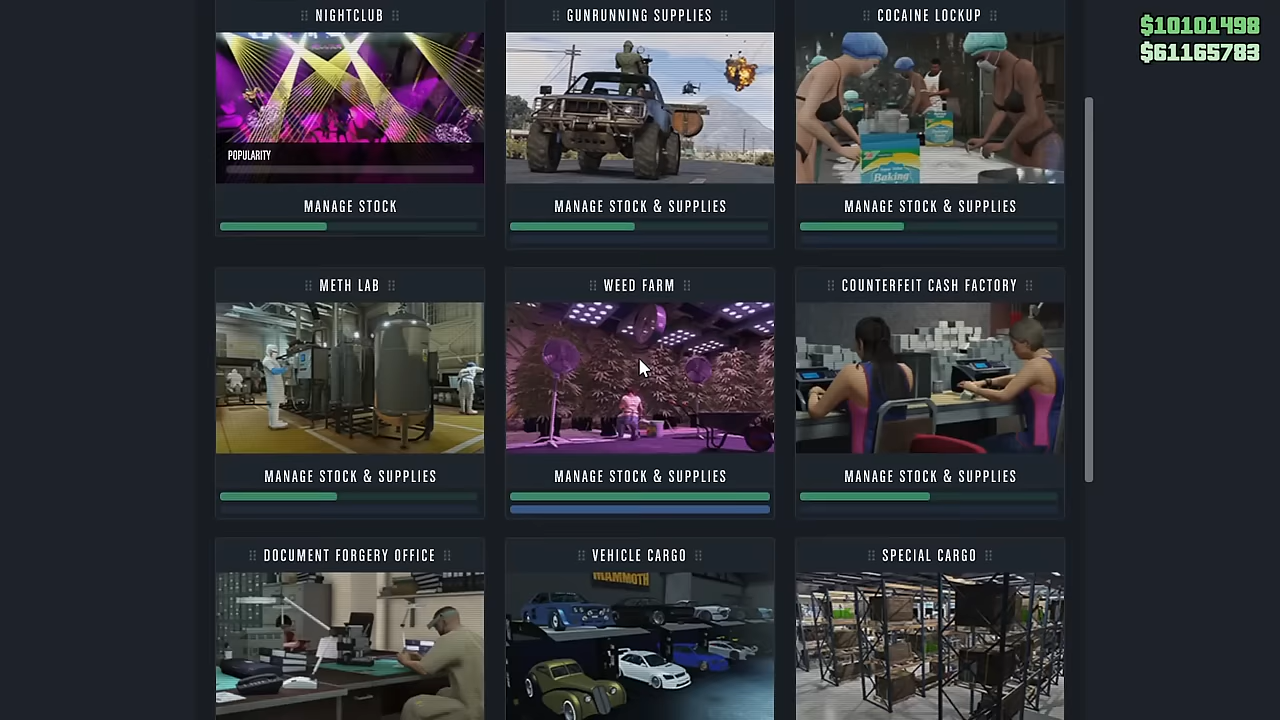 $10101498
$61165783
NIGHTCLUB
GUNRUNNING SUPPLIES
COCAINE LOCKUP
POPULARITY
Baking
MANAGE STOCK
MANAGE STOCK & SUPPLIES
MANAGE STOCK & SUPPLIES
METH LAB
WEED FARM
COUNTERFEIT CASH FACTORY
MANAGE STOCK & SUPPLIES
MANAGE STOCK & SUPPLIES
MANAGE STOCK & SUPPLIES
DOCUMENT FORGERY OFFICE
VEHICLE CARGO
SPECIAL CARGO
MAMMOTH